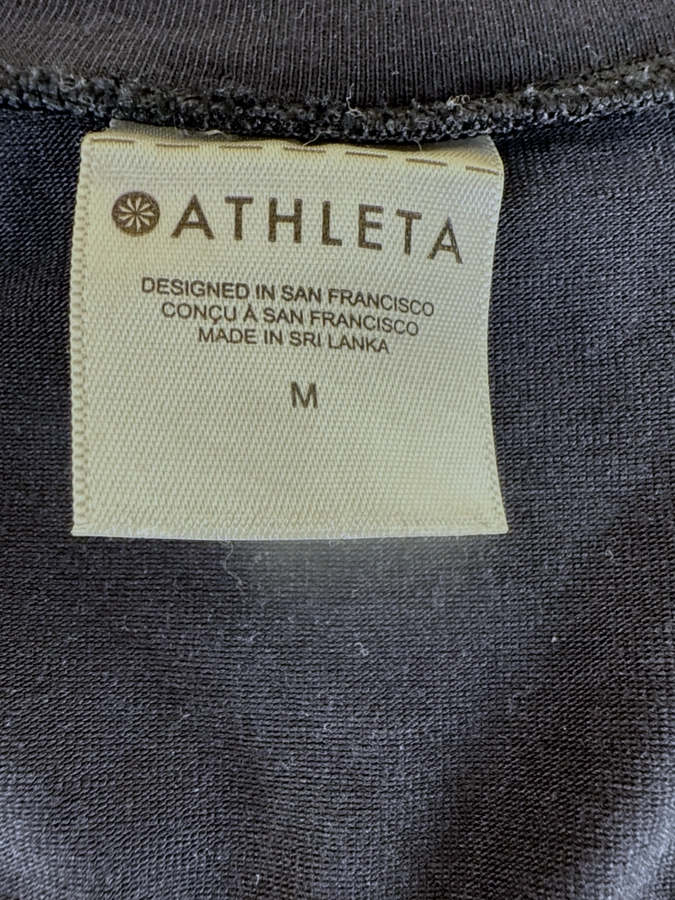 ATHLETA
DESIGNED IN SAN FRANCISCO
CONÇU À SAN FRANCISCO
MADE IN SRI LANKA
M